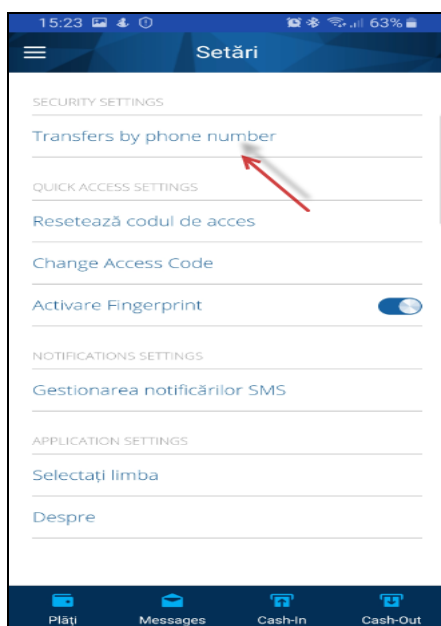 15:23 63%
Setări
SECURITY SETTINGS
Transfers by phone number
QUICK ACCESS SETTINGS
Resetează codul de acces
Change Access Code
Activare Fingerprint
NOTIFICATIONS SETTINGS
Gestionarea notificărilor SMS
APPLICATION SETTINGS
Selectați limba
Despre
Plăți Messages Cash-In Cash-Out